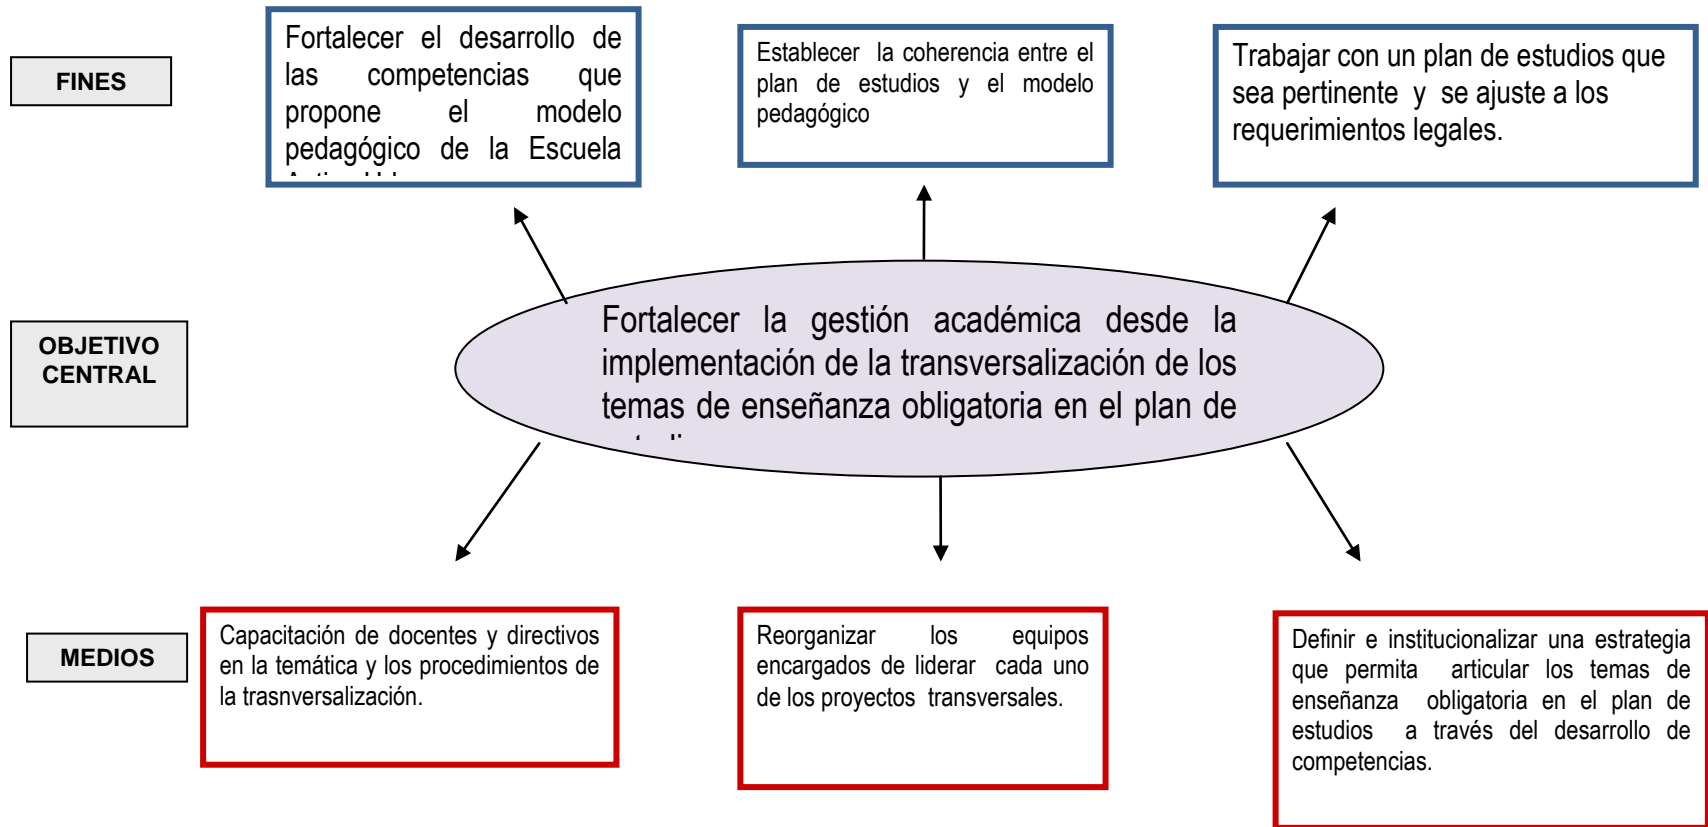 FINES
Fortalecer el desarrollo de
las competencias que
propone el modelo
pedagógico de la Escuela
Establecer la coherencia entre el
plan de estudios y el modelo
pedagógico
Trabajar con un plan de estudios que
sea pertinente y se ajuste a los
requerimientos legales.
OBJETIVO
CENTRAL
Fortalecer la gestión académica desde la
implementación de la transversalización de los
temas de enseñanza obligatoria en el plan de
MEDIOS
Capacitación de docentes y directivos
en la temática y los procedimientos de
la trasnversalización.
Reorganizar los equipos
encargados de liderar cada uno
de los proyectos transversales.
Definir e institucionalizar una estrategia
que permita articular los temas de
enseñanza obligatoria en el plan de
estudios a través del desarrollo de
competencias.